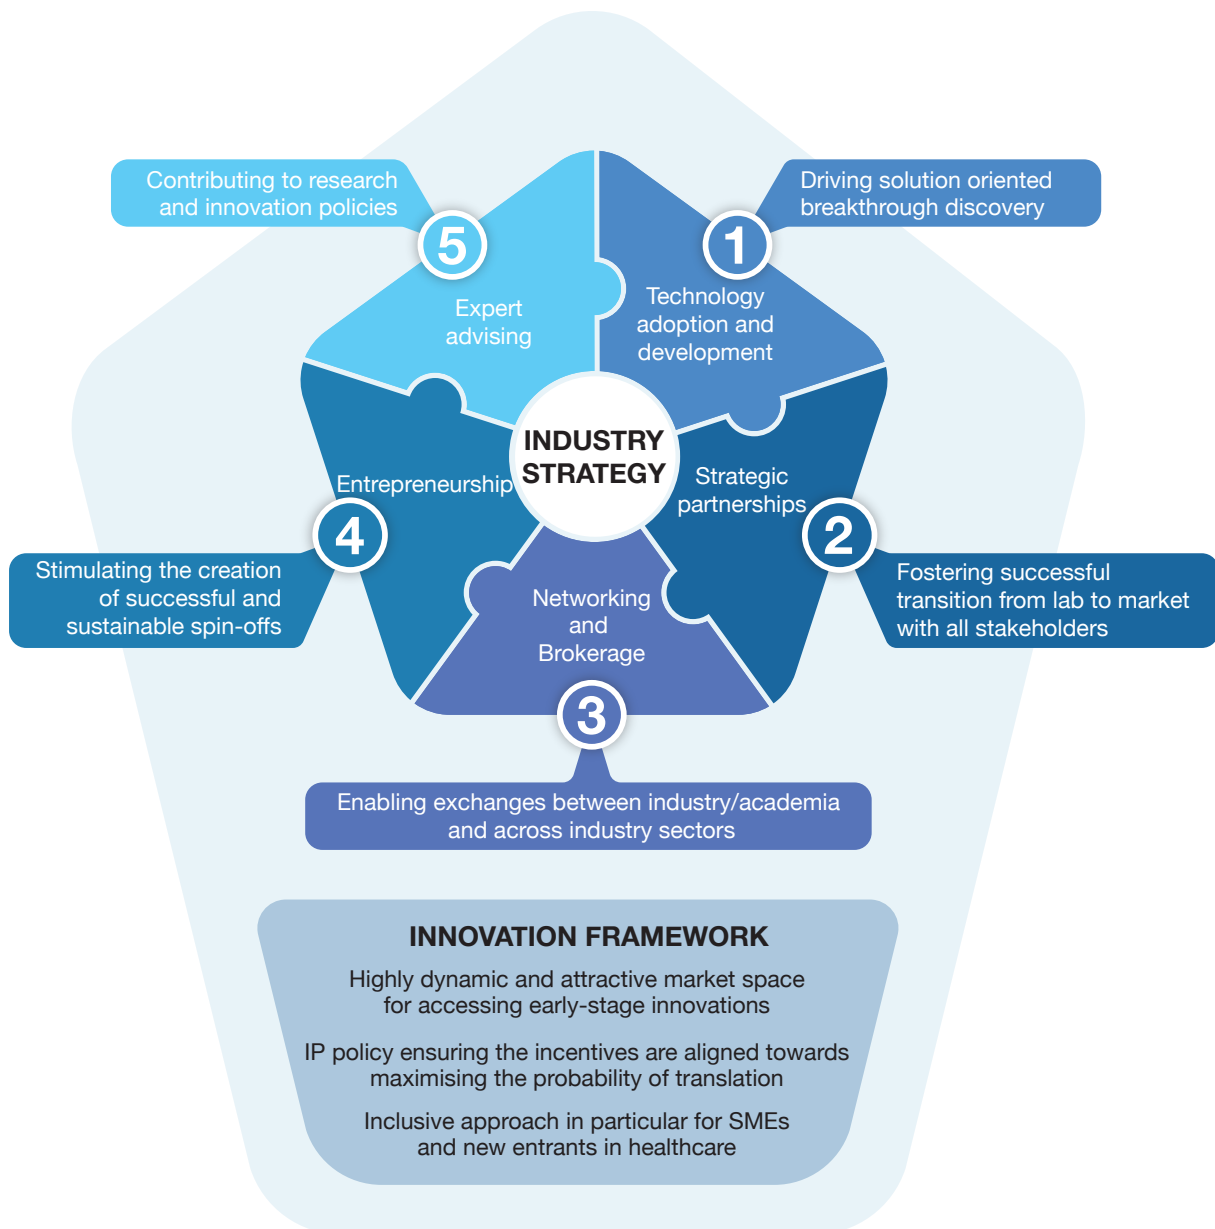 Contributing to research
and innovation policies
5
Expert
advising
Driving solution oriented
breakthrough discovery
1
Technology
adoption and
development
INDUSTRY
STRATEGY
Strategic
partnerships
2
Fostering successful
transition from lab to market
with all stakeholders
Entrepreneurship
4
Stimulating the creation
of successful and
sustainable spin-offs
Networking
and
Brokerage
3
Enabling exchanges between industry/academia
and across industry sectors
INNOVATION FRAMEWORK
Highly dynamic and attractive market space
for accessing early-stage innovations
IP policy ensuring the incentives are aligned towards
maximising the probability of translation
Inclusive approach in particular for SMEs
and new entrants in healthcare